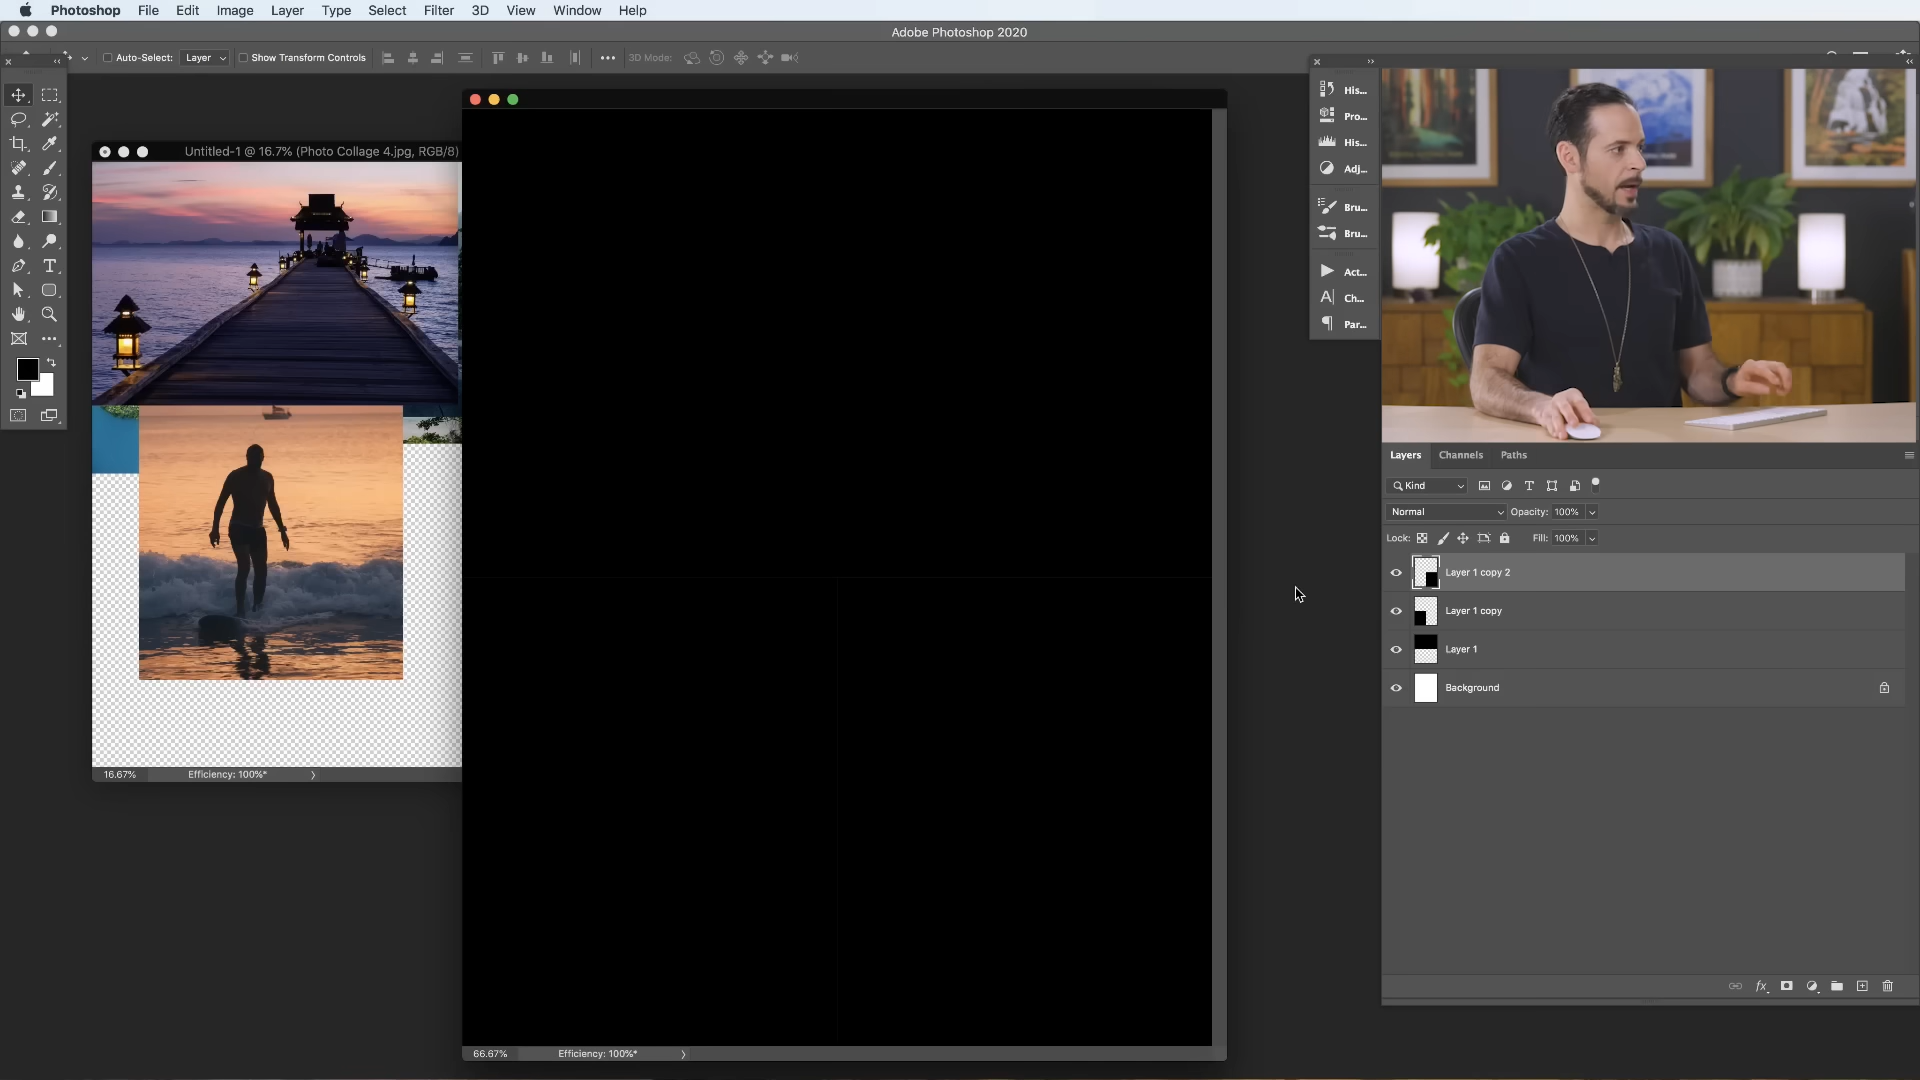 Photoshop File Edit Image Layer Type Select Filter 3D View Window Help
Adobe Photoshop 2020
Auto-Select: Layer Show Transform Controls 3D Mode:
Untitled-1 @ 16.7% (Photo Collage 4.jpg, RGB/8)
16.67% Efficiency: 100%*
66.67% Efficiency: 100%*
His...
Pro...
His...
Adj...
Bru...
Bru...
Act...
Ch...
Par...
Layers Channels Paths
Kind
Normal Opacity: 100%
Lock: Fill: 100%
Layer 1 copy 2
Layer 1 copy
Layer 1
Background
fx